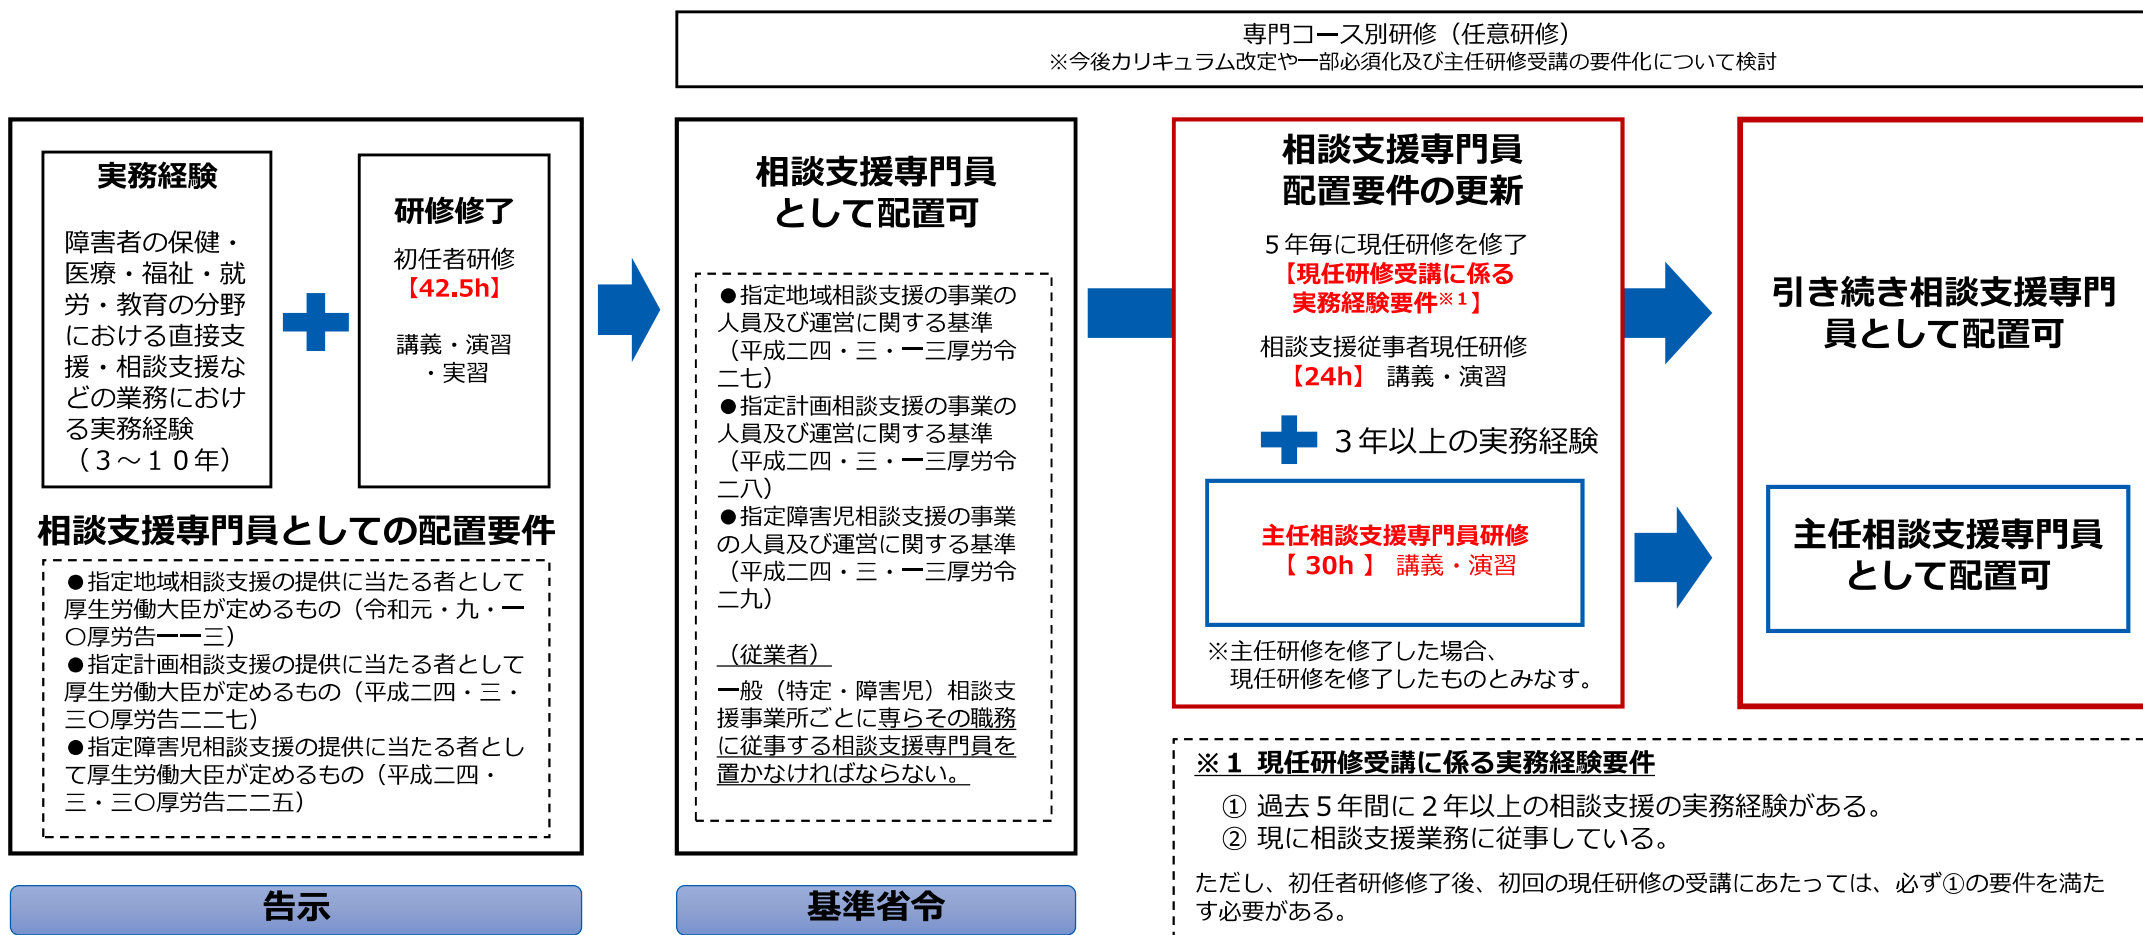 専門コース別研修（任意研修）
※今後カリキュラム改定や一部必須化及び主任研修受講の要件化について検討
実務経験
障害者の保健・
医療・福祉・就
労・教育の分野
における直接支
援・相談支援な
どの業務におけ
る実務経験
（３～１０年）
研修修了
初任者研修
【42.5h】
講義・演習
・実習
相談支援専門員としての配置要件
●指定地域相談支援の提供に当たる者として
厚生労働大臣が定めるもの（令和元・九・一
〇厚労告一一三）
●指定計画相談支援の提供に当たる者として
厚生労働大臣が定めるもの（平成二四・三・
三〇厚労告二二七）
●指定障害児相談支援の提供に当たる者とし
て厚生労働大臣が定めるもの（平成二四・
三・三〇厚労告二二五）
告示
相談支援専門員
として配置可
●指定地域相談支援の事業の
人員及び運営に関する基準
（平成二四・三・一三厚労令
二七）
●指定計画相談支援の事業の
人員及び運営に関する基準
（平成二四・三・一三厚労令
二八）
●指定障害児相談支援の事業
の人員及び運営に関する基準
（平成二四・三・一三厚労令
二九）
（従業者）
一般（特定・障害児）相談支
援事業所ごとに専らその職務
に従事する相談支援専門員を
置かなければならない。
基準省令
相談支援専門員
配置要件の更新
５年毎に現任研修を修了
【現任研修受講に係る
実務経験要件※１】
相談支援従事者現任研修
【24h】 講義・演習
３年以上の実務経験
主任相談支援専門員研修
【 30h 】 講義・演習
※主任研修を修了した場合、
現任研修を修了したものとみなす。
引き続き相談支援専門
員として配置可
主任相談支援専門員
として配置可
※１ 現任研修受講に係る実務経験要件
① 過去５年間に２年以上の相談支援の実務経験がある。
② 現に相談支援業務に従事している。
ただし、初任者研修修了後、初回の現任研修の受講にあたっては、必ず①の要件を満た
す必要がある。